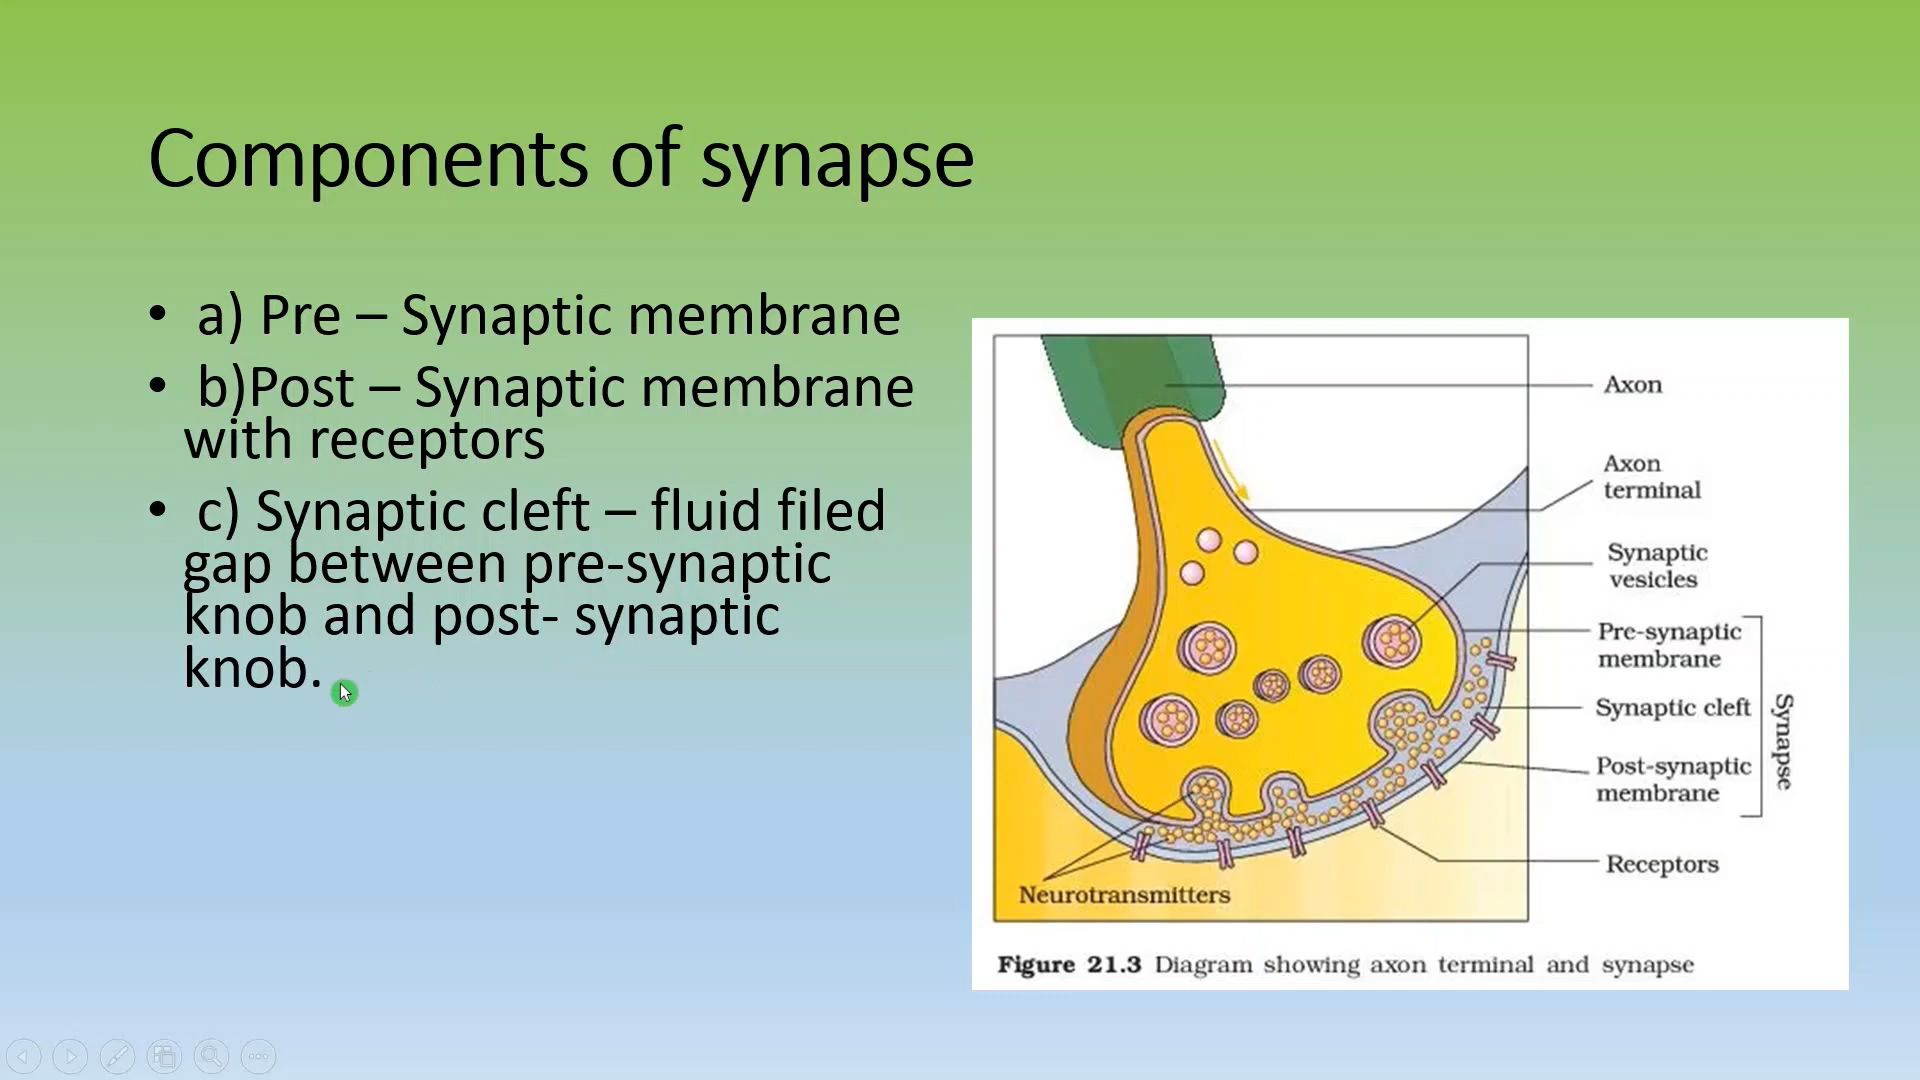 Components of synapse
• a) Pre – Synaptic membrane
• b)Post – Synaptic membrane
with receptors
• c) Synaptic cleft – fluid filed
gap between pre-synaptic
knob and post- synaptic
knob.
Axon
Axon
terminal
Synaptic
vesicles
Pre-synaptic
membrane
Synaptic cleft
Post-synaptic
membrane
Synapse
Receptors
Neurotransmitters
Figure 21.3 Diagram showing axon terminal and synapse